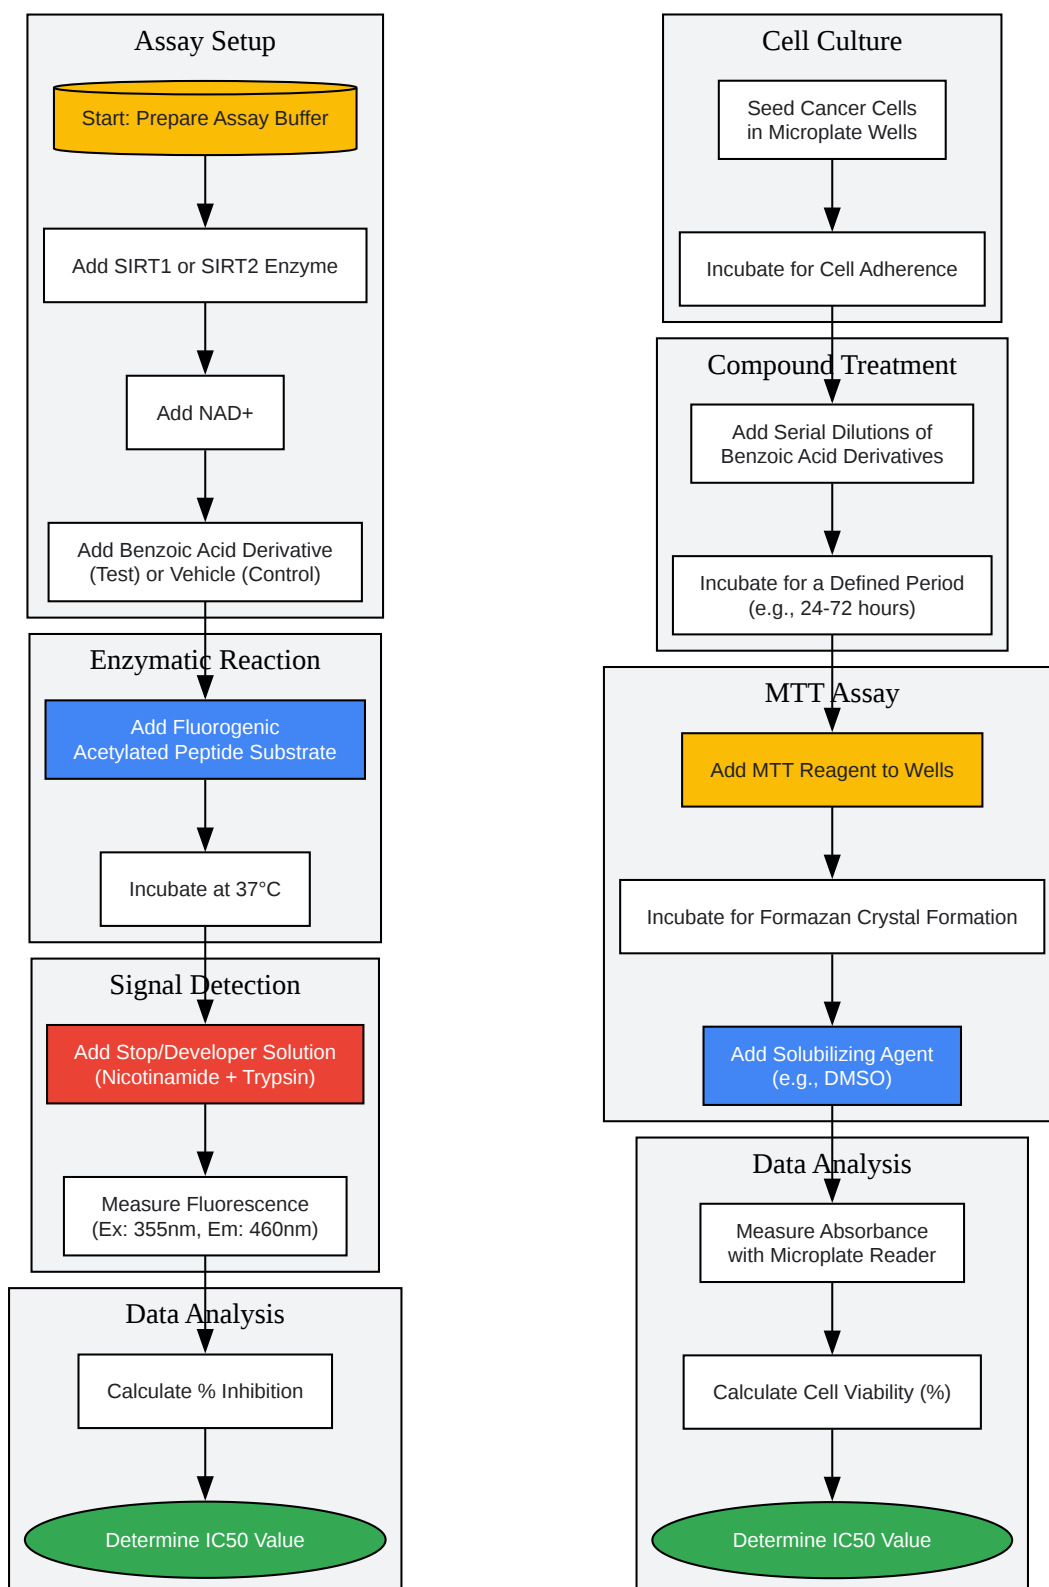 Assay Setup
Start: Prepare Assay Buffer
Add SIRT1 or SIRT2 Enzyme
Add NAD+
Add Benzoic Acid Derivative
(Test) or Vehicle (Control)
Enzymatic Reaction
Add Fluorogenic
Acetylated Peptide Substrate
Incubate at 37°C
Signal Detection
Add Stop/Developer Solution
(Nicotinamide + Trypsin)
Measure Fluorescence
(Ex: 355nm, Em: 460nm)
Data Analysis
Calculate % Inhibition
Determine IC50 Value
Cell Culture
Seed Cancer Cells
in Microplate Wells
Incubate for Cell Adherence
Compound Treatment
Add Serial Dilutions of
Benzoic Acid Derivatives
Incubate for a Defined Period
(e.g., 24-72 hours)
MTT Assay
Add MTT Reagent to Wells
Incubate for Formazan Crystal Formation
Add Solubilizing Agent
(e.g., DMSO)
Data Analysis
Measure Absorbance
with Microplate Reader
Calculate Cell Viability (%)
Determine IC50 Value